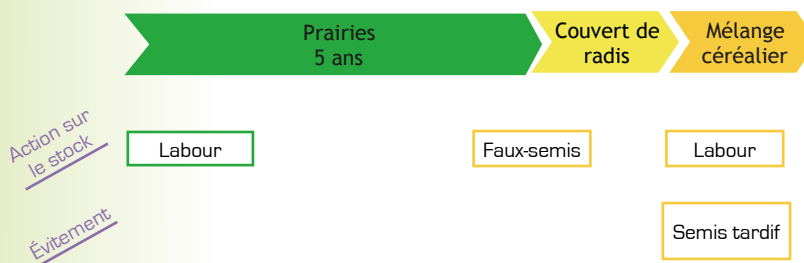 Prairies
5 ans
Couvert de
radis
Mélange
céréalier
Action sur
le stock
Labour
Faux-semis
Labour
Évitement
Semis tardif